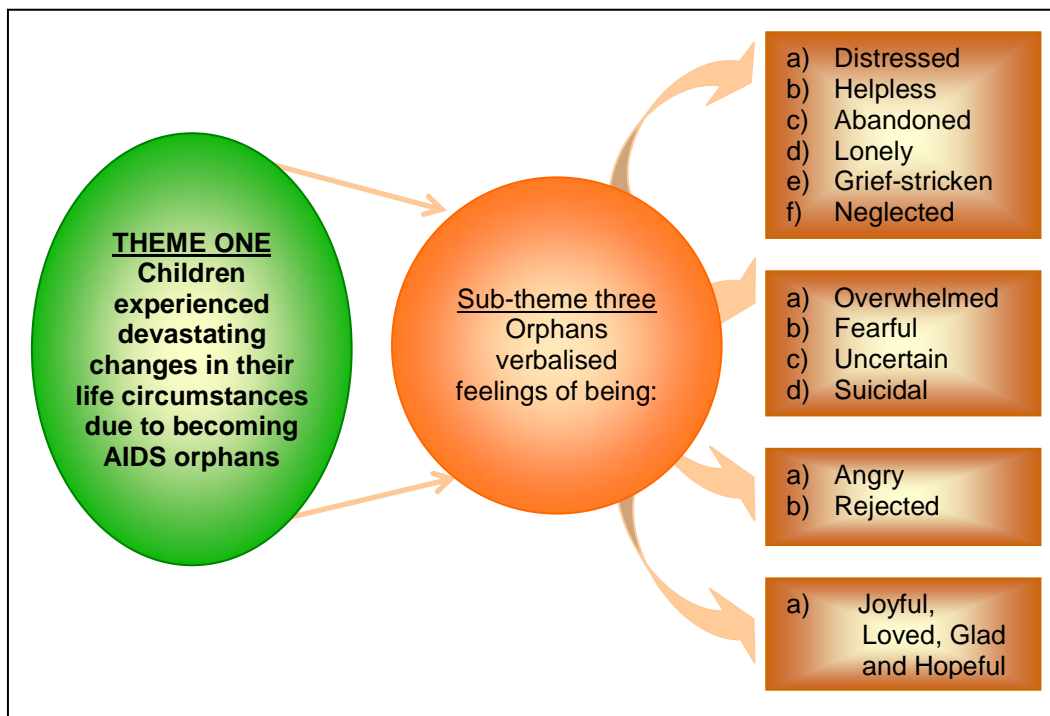 THEME ONE
Children
experienced
devastating
changes in their
life circumstances
due to becoming
AIDS orphans
Sub-theme three
Orphans
verbalised
feelings of being:
a) Distressed
b) Helpless
c) Abandoned
d) Lonely
e) Grief-stricken
f) Neglected
a) Overwhelmed
b) Fearful
c) Uncertain
d) Suicidal
a) Angry
b) Rejected
a) Joyful,
Loved, Glad
and Hopeful